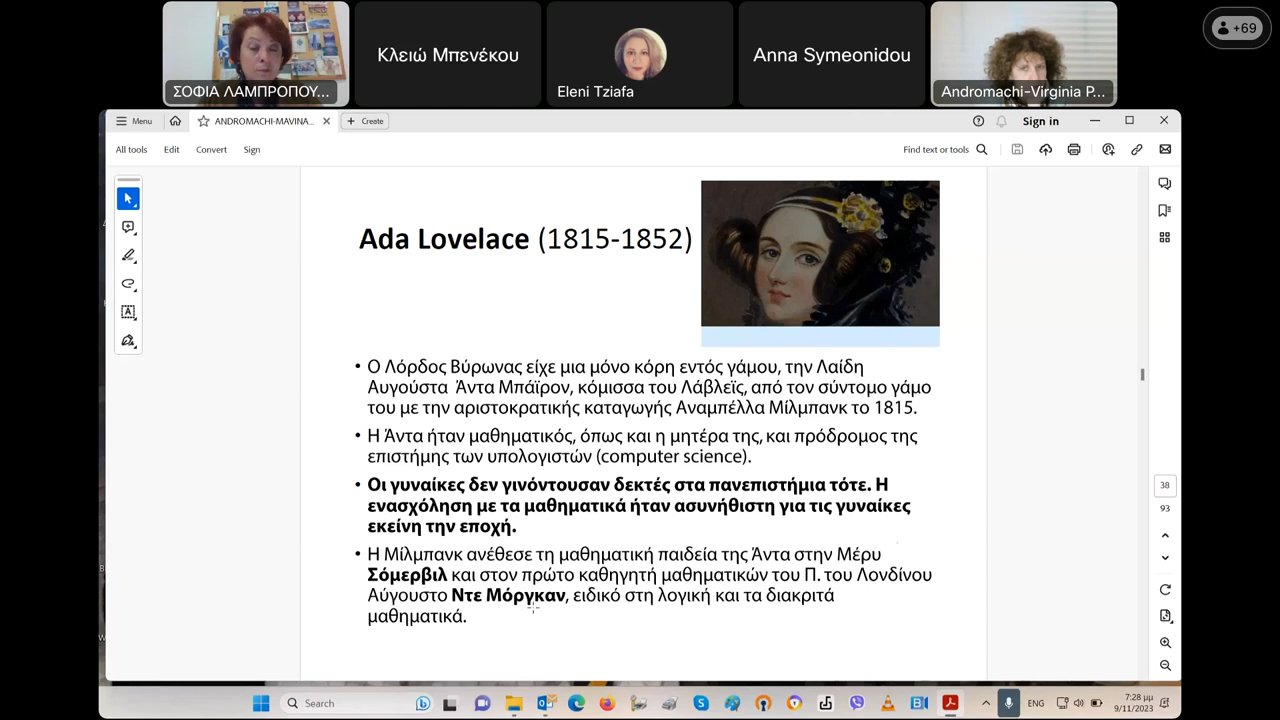 +69
ΣΟΦΙΑ ΛΑΜΠΡΟΠΟΥ...
Κλειώ Μπενέκου
Eleni Tziafa
Anna Symeonidou
Andromachi-Virginia P...
Menu
ANDROMACHI-MAVINA...
Create
Sign in
All tools
Edit
Convert
Sign
Find text or tools
Ada Lovelace (1815-1852)
• Ο Λόρδος Βύρωνας είχε μια μόνο κόρη εντός γάμου, την Λαίδη
Αυγούστα Άντα Μπάϊρον, κόμισσα του Λάβλεϊς, από τον σύντομο γάμο
του με την αριστοκρατικής καταγωγής Αναμπέλλα Μίλμπανκ το 1815.
• Η Άντα ήταν μαθηματικός, όπως και η μητέρα της, και πρόδρομος της
επιστήμης των υπολογιστών (computer science).
• Οι γυναίκες δεν γινόντουσαν δεκτές στα πανεπιστήμια τότε. Η
ενασχόληση με τα μαθηματικά ήταν ασυνήθιστη για τις γυναίκες
εκείνη την εποχή.
• Η Μίλμπανκ ανέθεσε τη μαθηματική παιδεία της Άντα στην Μέρυ
Σόμερβιλ και στον πρώτο καθηγητή μαθηματικών του Π. του Λονδίνου
Αύγουστο Ντε Μόργκαν, ειδικό στη λογική και τα διακριτά
μαθηματικά.
38
93
Search
ENG
7:28 μμ
9/11/2023